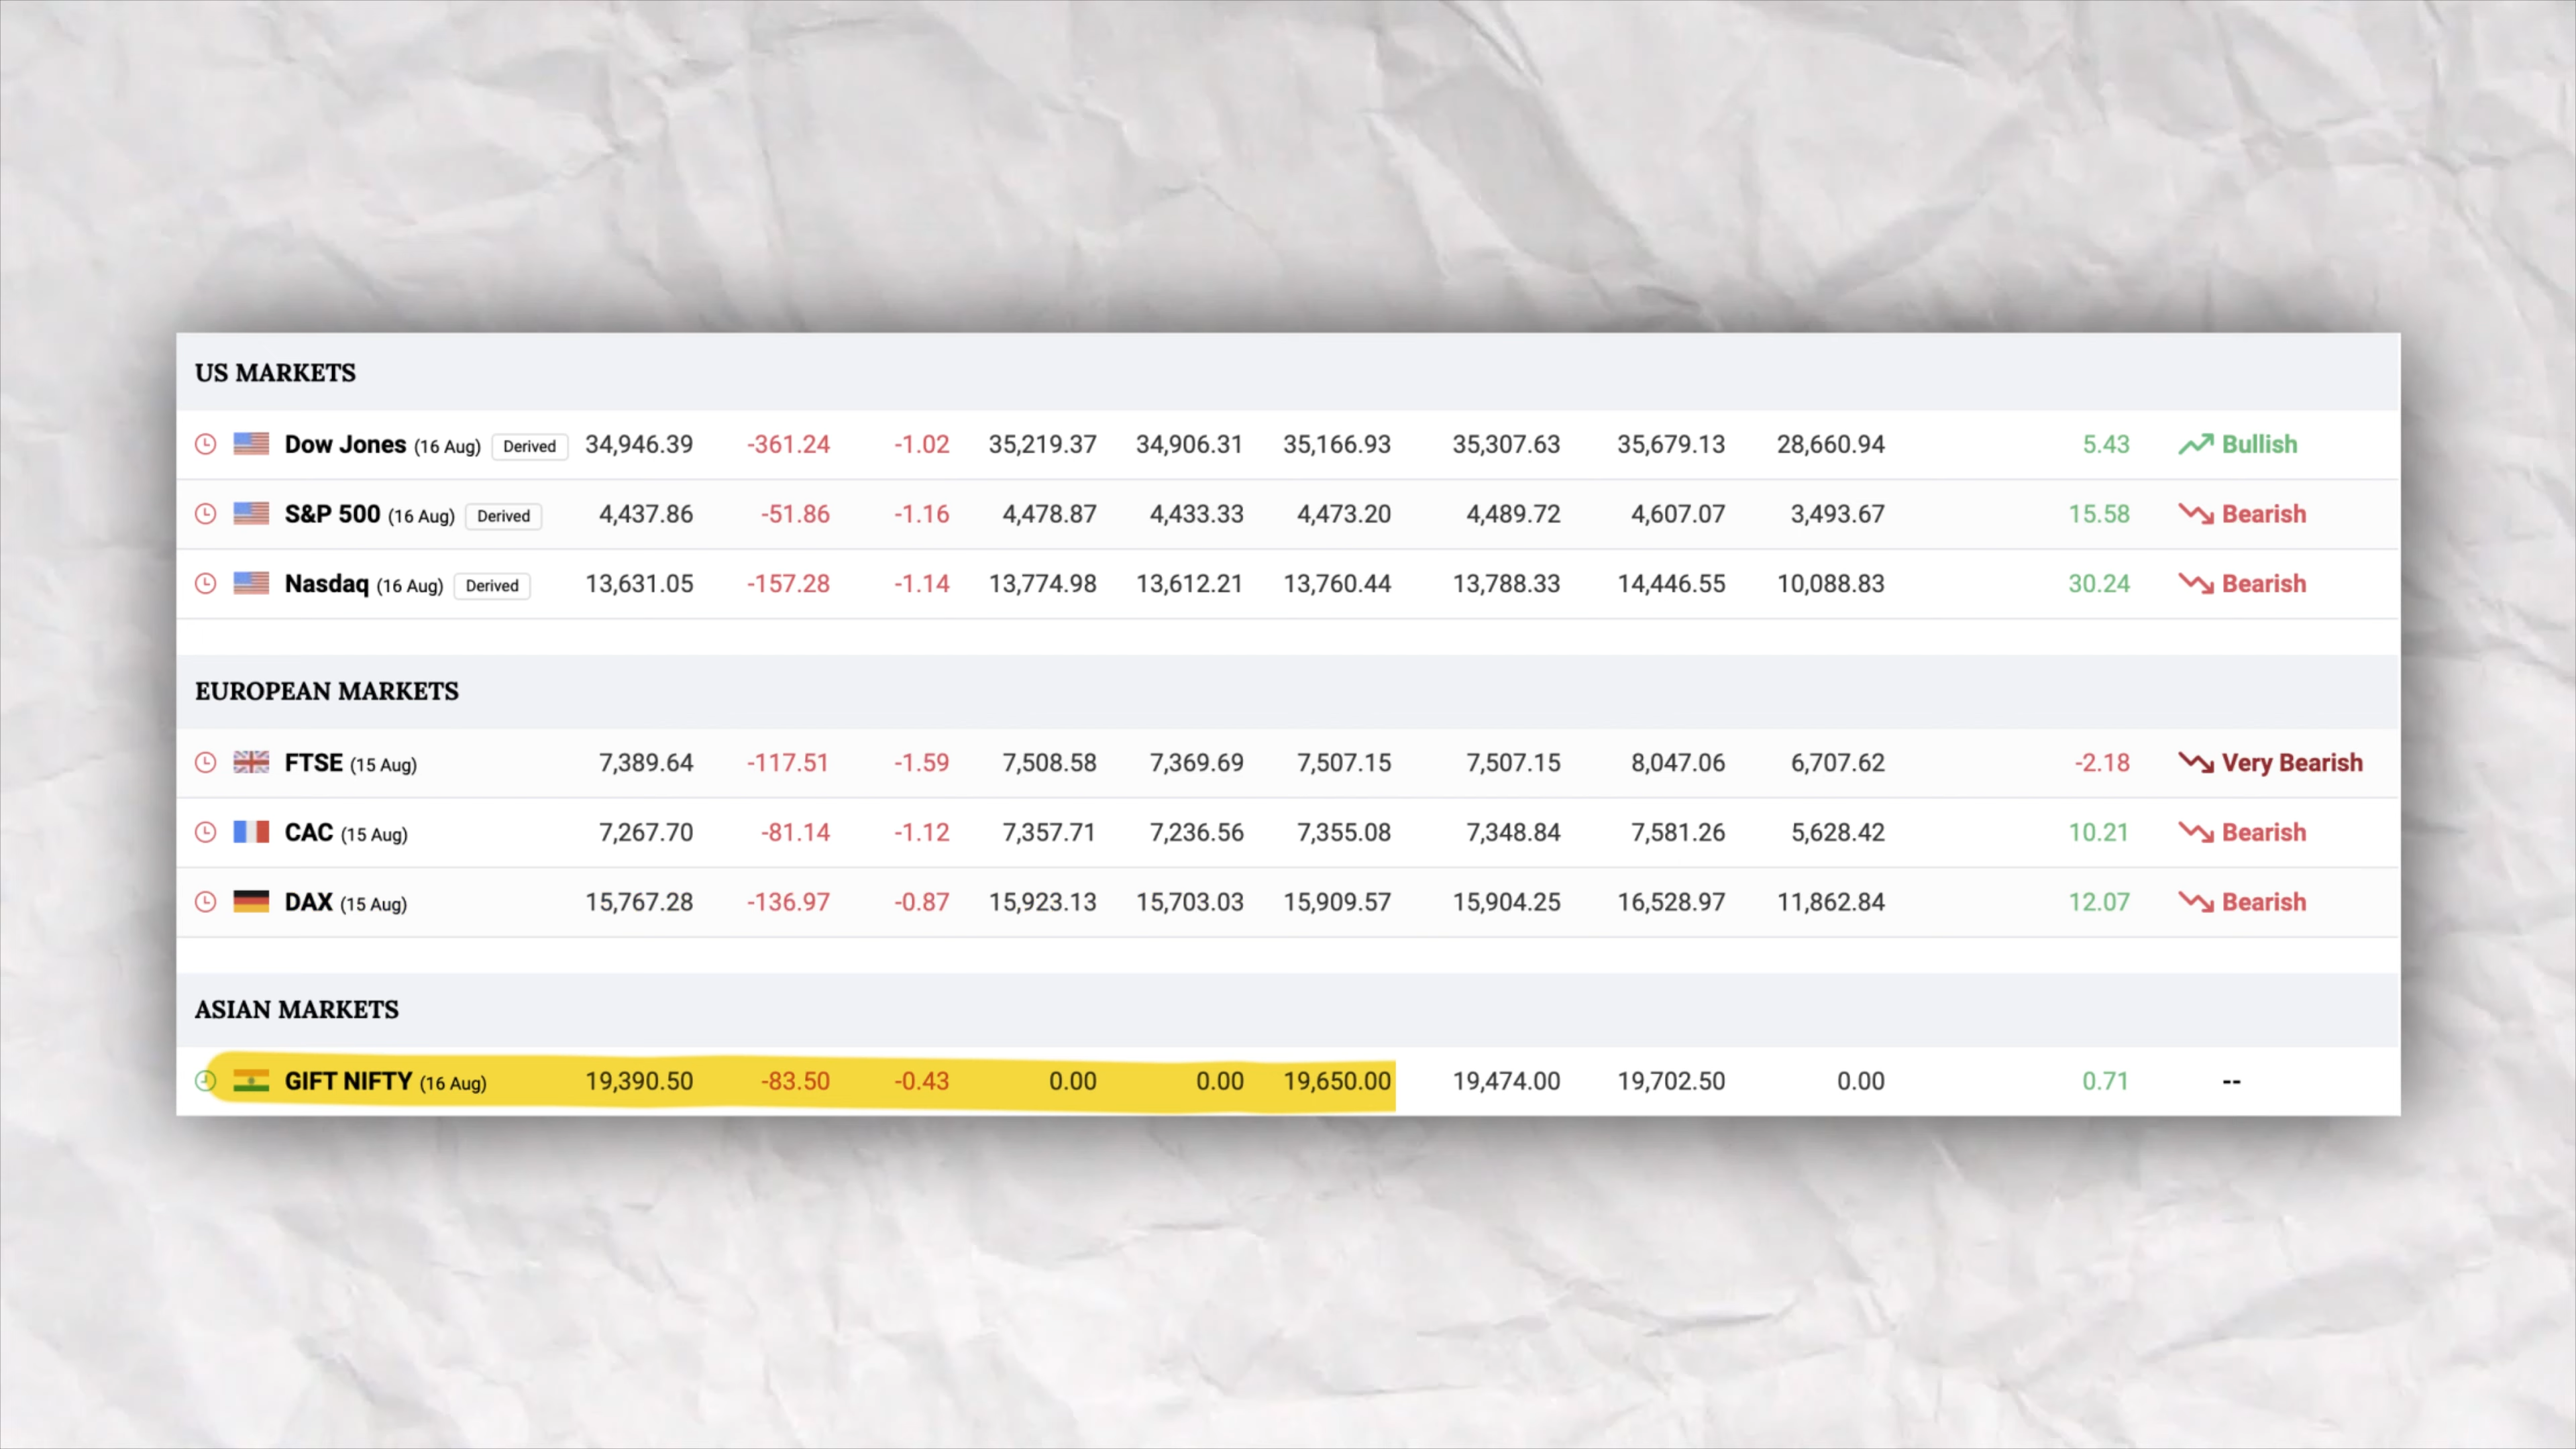 US MARKETS
Dow Jones (16 Aug) Derived 34,946.39 -361.24 -1.02 35,219.37 34,906.31 35,166.93 35,307.63 35,679.13 28,660.94 5.43 Bullish
S&P 500 (16 Aug) Derived 4,437.86 -51.86 -1.16 4,478.87 4,433.33 4,473.20 4,489.72 4,607.07 3,493.67 15.58 Bearish
Nasdaq (16 Aug) Derived 13,631.05 -157.28 -1.14 13,774.98 13,612.21 13,760.44 13,788.33 14,446.55 10,088.83 30.24 Bearish
EUROPEAN MARKETS
FTSE (15 Aug) 7,389.64 -117.51 -1.59 7,508.58 7,369.69 7,507.15 7,507.15 8,047.06 6,707.62 -2.18 Very Bearish
CAC (15 Aug) 7,267.70 -81.14 -1.12 7,357.71 7,236.56 7,355.08 7,348.84 7,581.26 5,628.42 10.21 Bearish
DAX (15 Aug) 15,767.28 -136.97 -0.87 15,923.13 15,703.03 15,909.57 15,904.25 16,528.97 11,862.84 12.07 Bearish
ASIAN MARKETS
GIFT NIFTY (16 Aug) 19,390.50 -83.50 -0.43 0.00 0.00 19,650.00 19,474.00 19,702.50 0.00 0.71 --